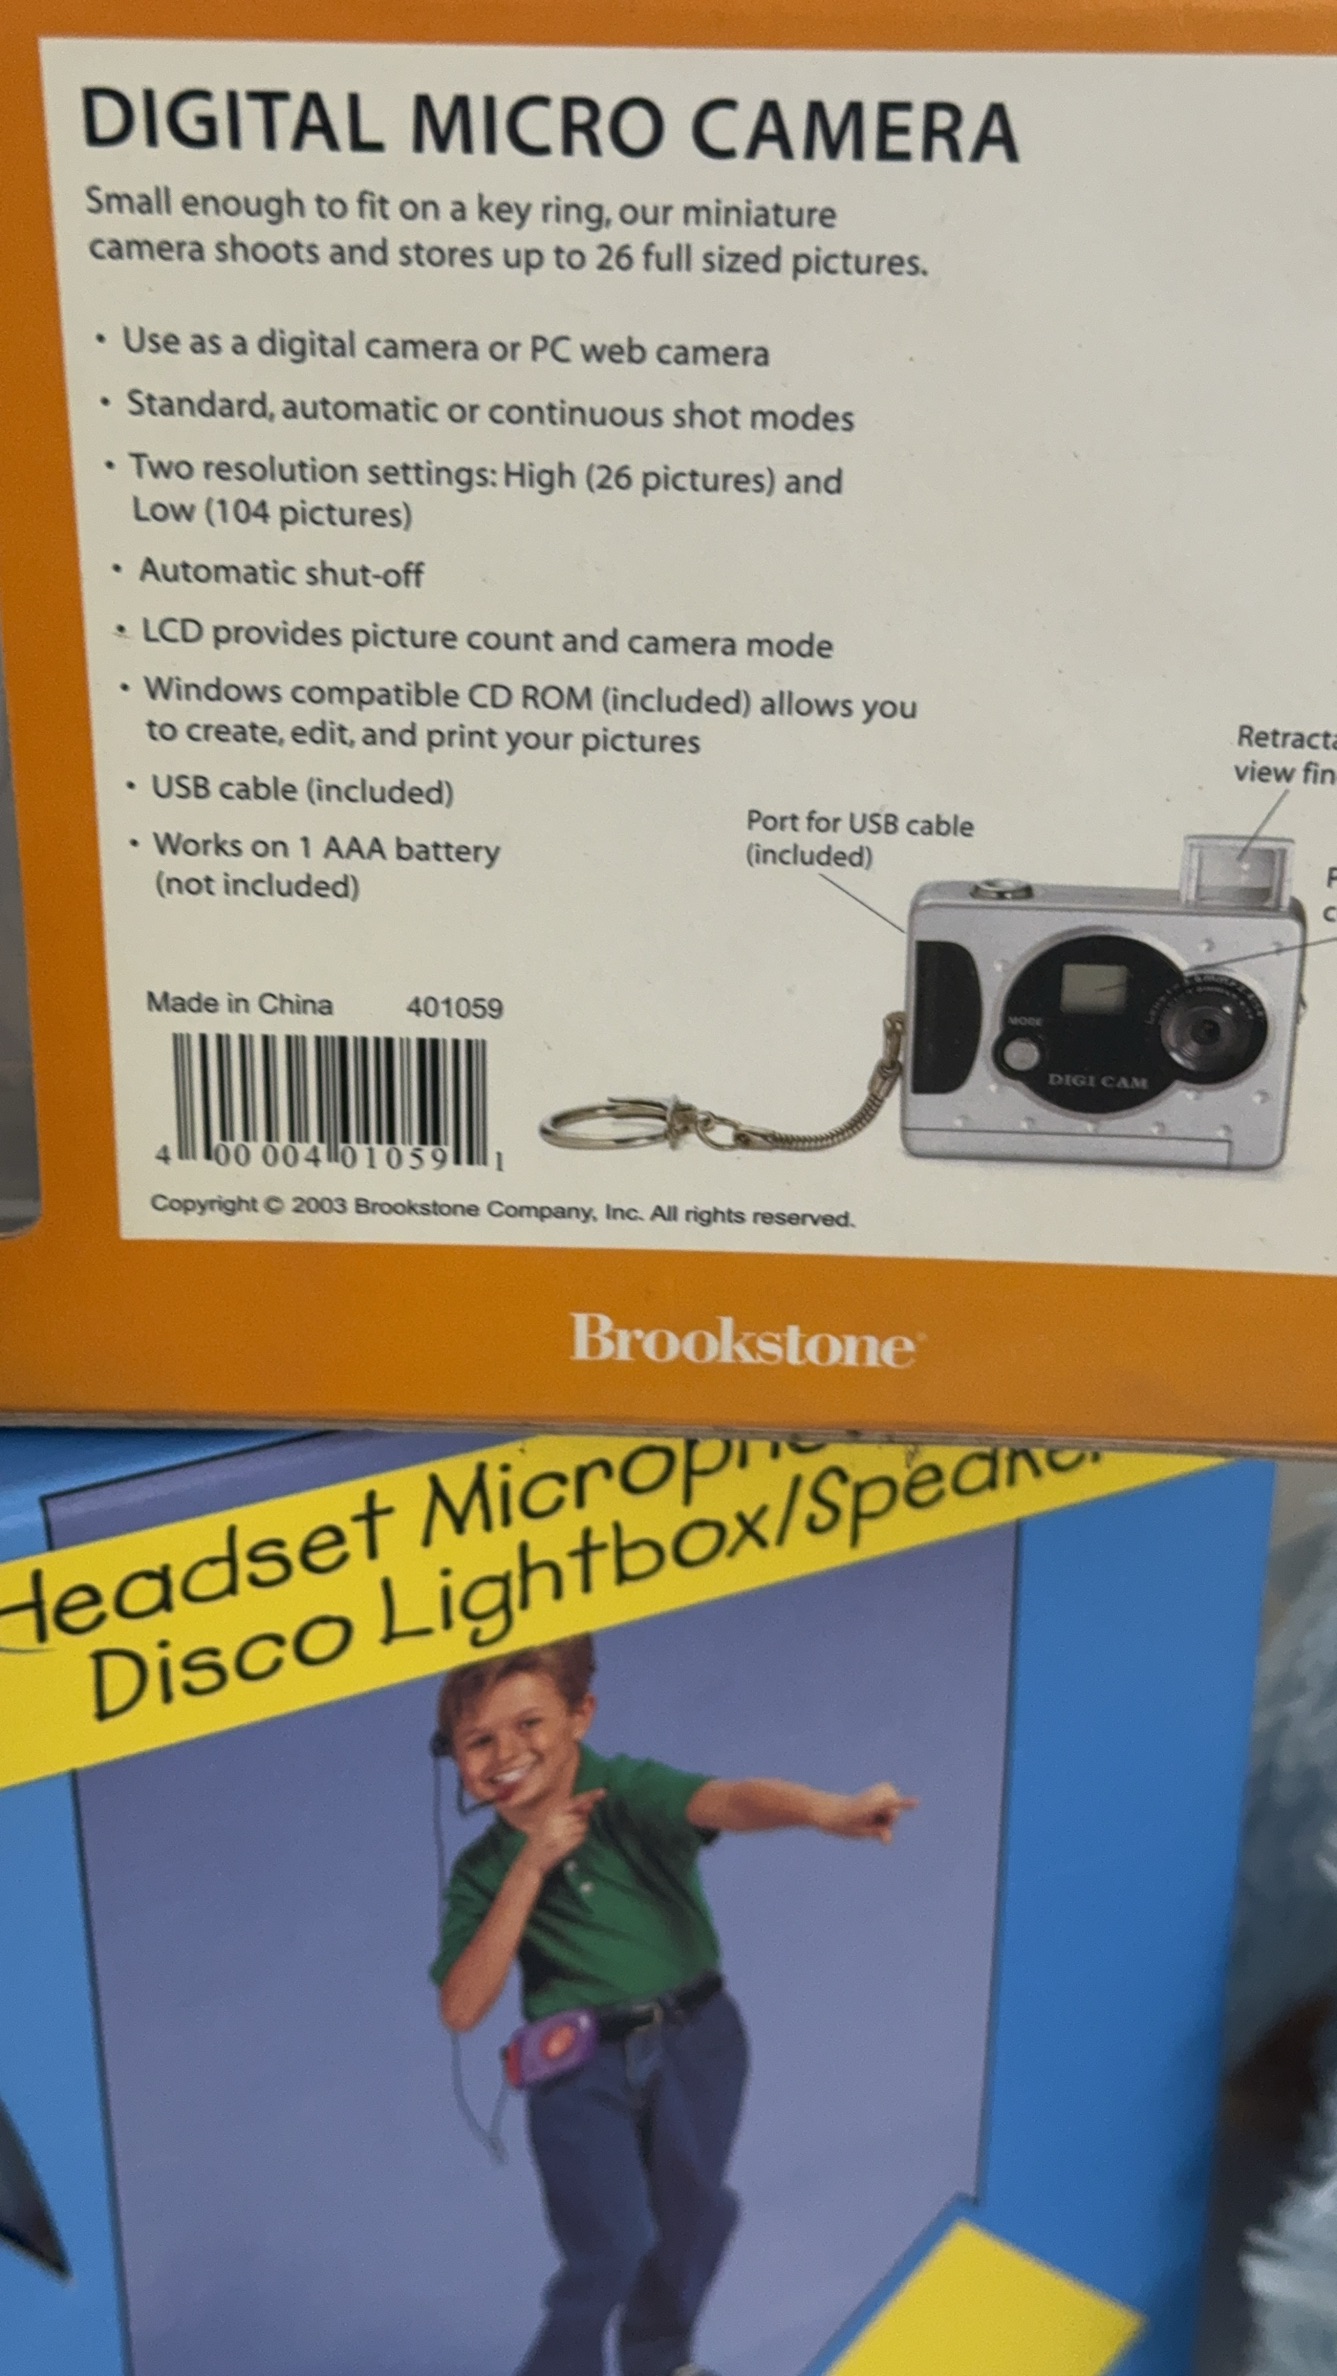 DIGITAL MICRO CAMERA
Small enough to fit on a key ring, our miniature
camera shoots and stores up to 26 full sized pictures.
• Use as a digital camera or PC web camera
• Standard, automatic or continuous shot modes
• Two resolution settings: High (26 pictures) and
Low (104 pictures)
• Automatic shut-off
• LCD provides picture count and camera mode
• Windows compatible CD ROM (included) allows you
to create, edit, and print your pictures
• USB cable (included)
• Works on 1 AAA battery
(not included)
view
Port for USB cable
(included)
MODE
DIGI CAM
Made in China 401059
4 00 004 01059 1
Copyright © 2003 Brookstone Company, Inc. All rights reserved.
Brookstone
Headset
Disco Lightbox/Speaker